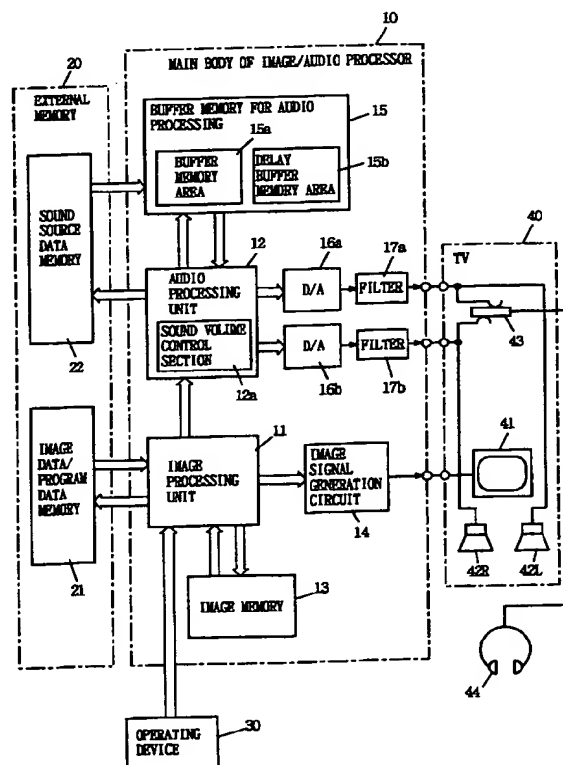 10
20
MAIN BODY OF IMAGE/AUDIO PROCESSOR
EXTERNAL
MEMORY
BUFFER MEMORY FOR AUDIO
PROCESSING
15
15a
15b
BUFFER
MEMORY
AREA
DELAY
BUFFER
MEMORY AREA
SOUND
SOURCE
DATA
MEMORY
22
12
AUDIO
PROCESSING
UNIT
SOUND VOLUME
CONTROL
SECTION
12a
16a
D/A
17a
FILTER
D/A
16b
FILTER
17b
40
TV
43
41
42R
42L
44
IMAGE
DATA/
PROGRAM
DATA
MEMORY
21
11
IMAGE
PROCESSING
UNIT
IMAGE
SIGNAL
GENERATION
CIRCUIT
14
IMAGE MEMORY
13
OPERATING
DEVICE
30